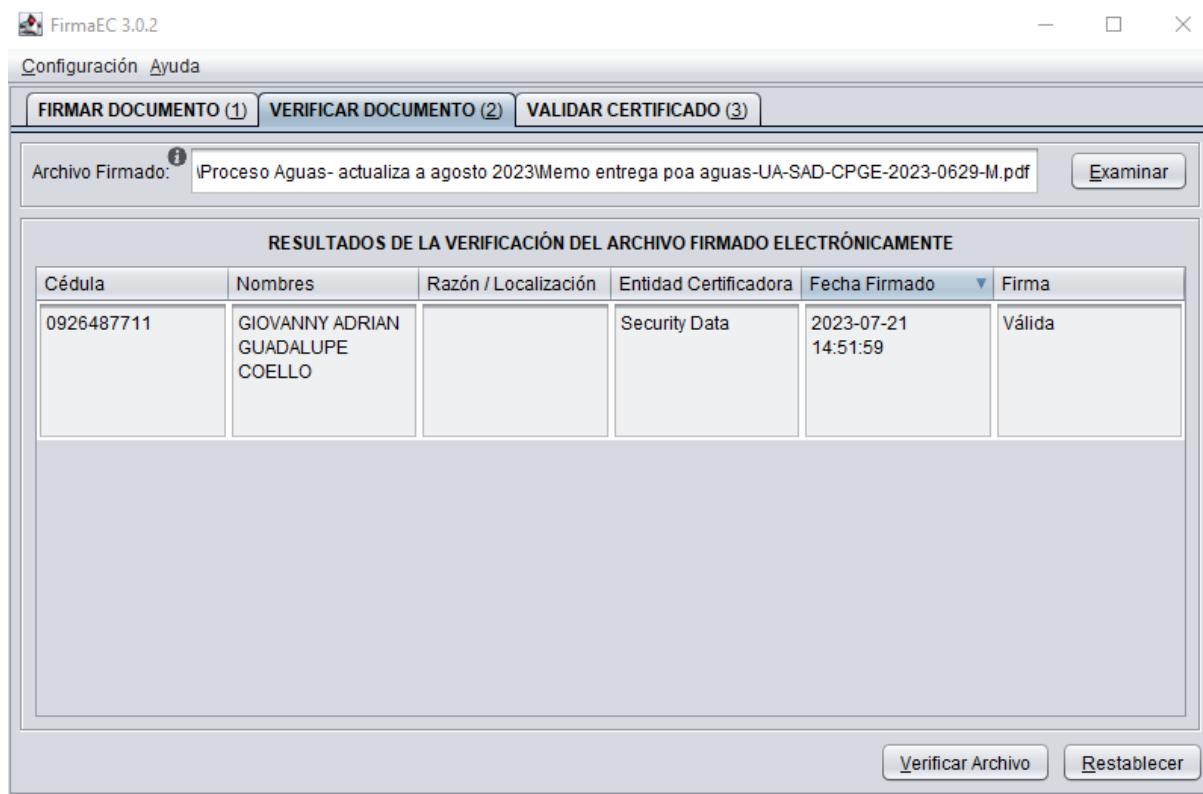 FirmaEC 3.0.2
Configuración Ayuda
FIRMAR DOCUMENTO (1) VERIFICAR DOCUMENTO (2) VALIDAR CERTIFICADO (3)
Archivo Firmado: \Proceso Aguas- actualiza a agosto 2023\Memo entrega poa aguas-UA-SAD-CPGE-2023-0629-M.pdf Examinar
RESULTADOS DE LA VERIFICACIÓN DEL ARCHIVO FIRMADO ELECTRÓNICAMENTE
Cédula Nombres Razón / Localización Entidad Certificadora Fecha Firmado Firma
0926487711 GIOVANNY ADRIAN Security Data 2023-07-21 Válida
GUADALUPE 14:51:59
COELLO
Verificar Archivo Restablecer